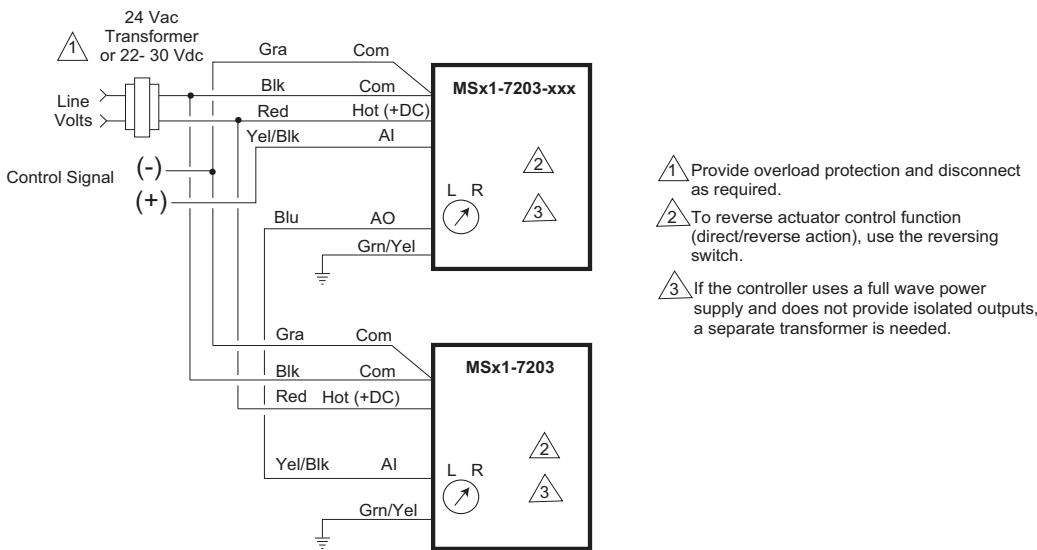 24 Vac
Transformer
or 22- 30 Vdc
1
Line
Volts
Control Signal
(-)
(+)
Gra Com
Blk Com
Red Hot (+DC)
Yel/Blk AI
MSx1-7203-xxx
2
3
L R
Blu AO
Grn/Yel
Gra Com
Blk Com
Red Hot (+DC)
MSx1-7203
2
3
L R
Yel/Blk AI
Grn/Yel
1 Provide overload protection and disconnect
as required.
2 To reverse actuator control function
(direct/reverse action), use the reversing
switch.
3 If the controller uses a full wave power
supply and does not provide isolated outputs,
a separate transformer is needed.